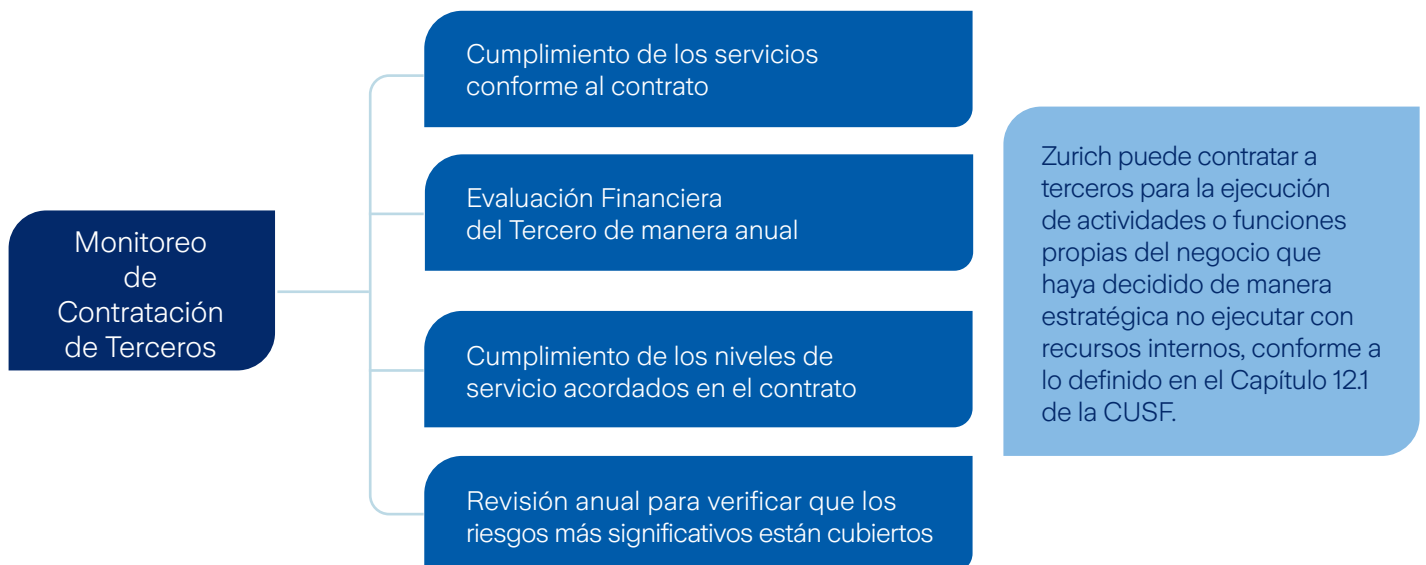 Monitoreo
de
Contratación
de Terceros
Cumplimiento de los servicios
conforme al contrato
Evaluación Financiera
del Tercero de manera anual
Cumplimiento de los niveles de
servicio acordados en el contrato
Revisión anual para verificar que los
riesgos más significativos están cubiertos
Zurich puede contratar a
terceros para la ejecución
de actividades o funciones
propias del negocio que
haya decidido de manera
estratégica no ejecutar con
recursos internos, conforme a
lo definido en el Capítulo 12.1
de la CUSF.